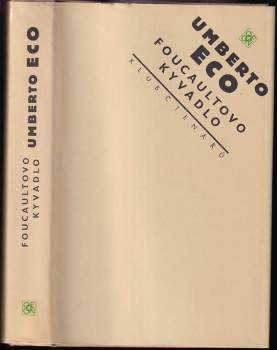 UMBERTO ECO
FOUCAULTOVO
KYVADLO
UMBERTO
ECO
FOUCAULTOVO
KYVADLO
KLUB ČTENÁŘŮ